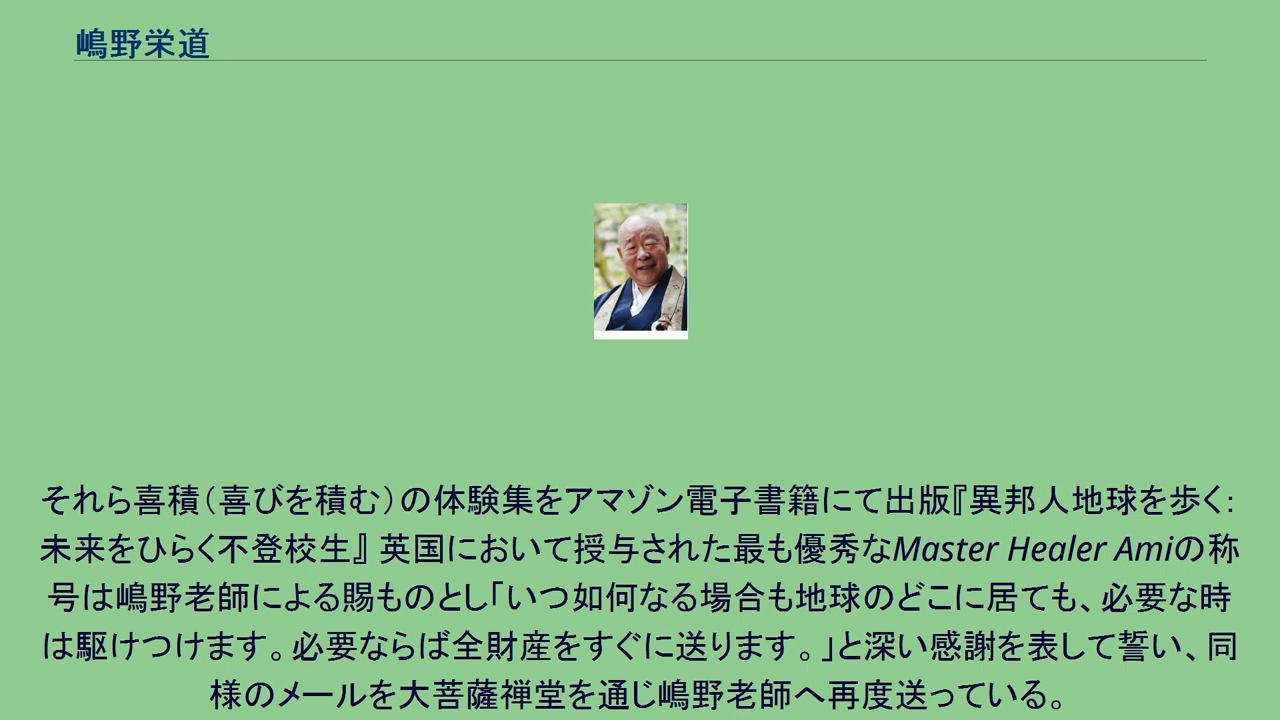 嶋野栄道
それら喜積（喜びを積む）の体験集をアマゾン電子書籍にて出版『異邦人地球を歩く：
未来をひらく不登校生』 英国において授与された最も優秀なMaster Healer Amiの称
号は嶋野老師による賜ものとし「いつ如何なる場合も地球のどこに居ても、必要な時
は駆けつけます。必要ならば全財産をすぐに送ります。」と深い感謝を表して誓い、同
様のメールを大菩薩禅堂を通じ嶋野老師へ再度送っている。